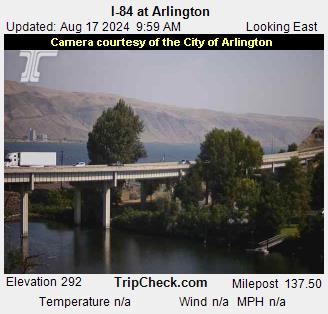 I-84 at Arlington
Updated: Aug 17 2024 9:59 AM Looking East
Camera courtesy of the City of Arlington
Elevation 292 TripCheck.com Milepost 137.50
Temperature n/a Wind n/a MPH n/a